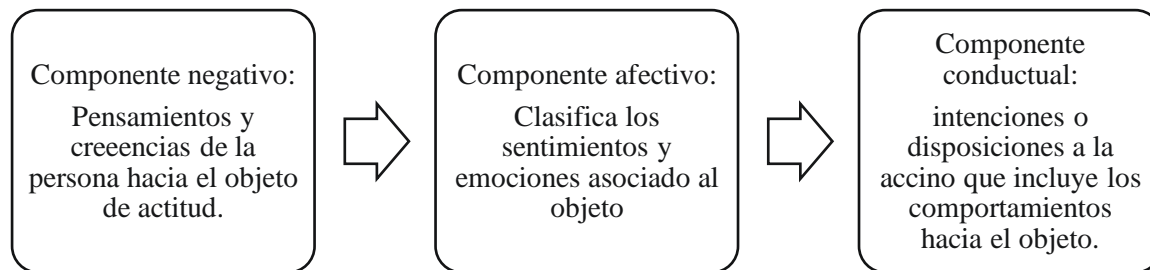 Componente negativo:
Pensamientos y
creeencias de la
persona hacia el objeto
de actitud.
Componente afectivo:
Clasifica los
sentimientos y
emociones asociado al
objeto
Componente
conductual:
intenciones o
disposiciones a la
accino que incluye los
comportamientos
hacia el objeto.